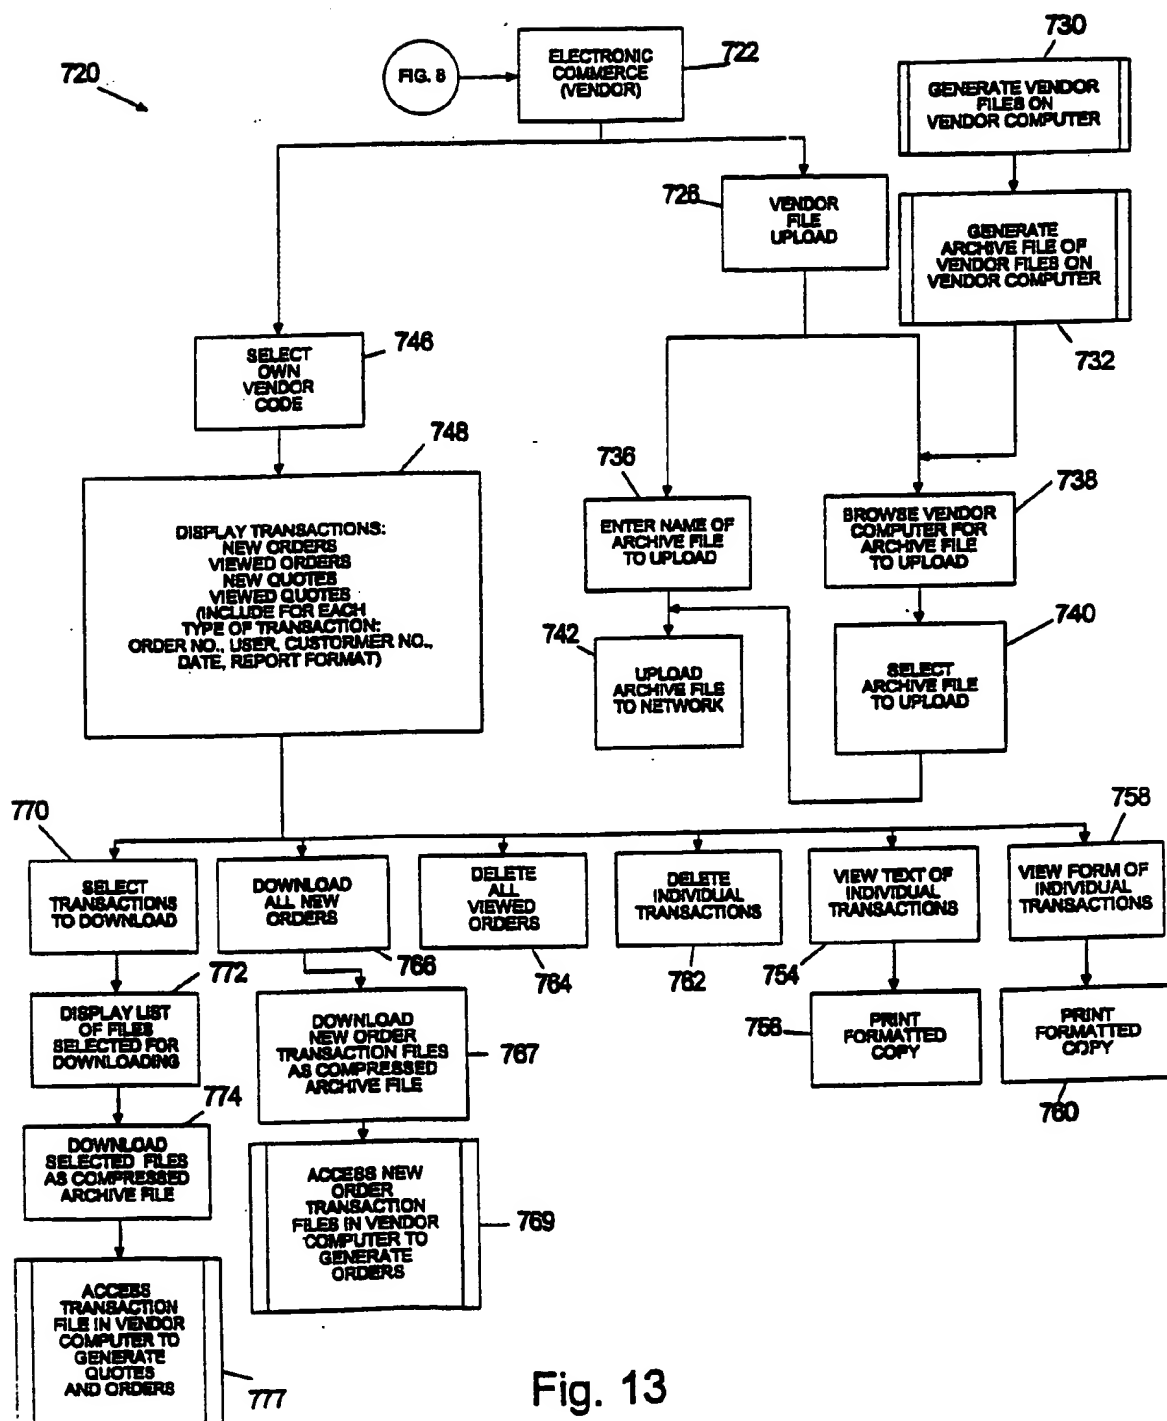 720
FIG. 8
ELECTRONIC
COMMERCE
(VENDOR)
722
730
GENERATE VENDOR
FILES ON
VENDOR COMPUTER
726
VENDOR
FILE
UPLOAD
GENERATE
ARCHIVE FILE OF
VENDOR FILES ON
VENDOR COMPUTER
732
SELECT
OWN
VENDOR
CODE
746
748
DISPLAY TRANSACTIONS:
NEW ORDERS
VIEWED ORDERS
NEW QUOTES
VIEWED QUOTES
(INCLUDE FOR EACH
TYPE OF TRANSACTION:
ORDER NO., USER, CUSTORMER NO.,
DATE, REPORT FORMAT)
736
ENTER NAME OF
ARCHIVE FILE
TO UPLOAD
738
BROWSE VENDOR
COMPUTER FOR
ARCHIVE FILE
TO UPLOAD
742
UPLOAD
ARCHIVE FILE
TO NETWORK
740
SELECT
ARCHIVE FILE
TO UPLOAD
770
SELECT
TRANSACTIONS
TO DOWNLOAD
DOWNLOAD
ALL NEW
ORDERS
766
DELETE
ALL
VIEWED
ORDERS
764
DELETE
INDIVIDUAL
TRANSACTIONS
762
VIEW TEXT OF
INDIVIDUAL
TRANSACTIONS
754
758
VIEW FORM OF
INDIVIDUAL
TRANSACTIONS
772
DISPLAY LIST
OF FILES
SELECTED FOR
DOWNLOADING
DOWNLOAD
NEW ORDER
TRANSACTION FILES
AS COMPRESSED
ARCHIVE FILE
767
756
PRINT
FORMATTED
COPY
PRINT
FORMATTED
COPY
760
774
DOWNLOAD
SELECTED FILES
AS COMPRESSED
ARCHIVE FILE
ACCESS NEW
ORDER
TRANSACTION
FILES IN VENDOR
COMPUTER TO
GENERATE
ORDERS
769
ACCESS
TRANSACTION
FILE IN VENDOR
COMPUTER TO
GENERATE
QUOTES
AND ORDERS
777
Fig. 13